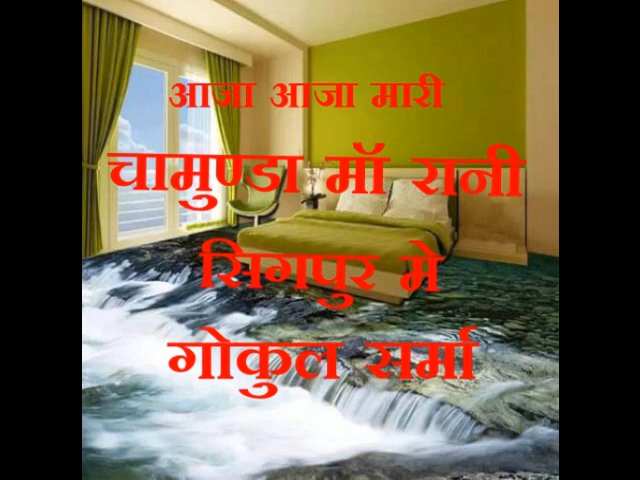 आजा आजा मारी
चामुण्डा मॉ रानी
सिगपुर मे
गोकुल सर्मा